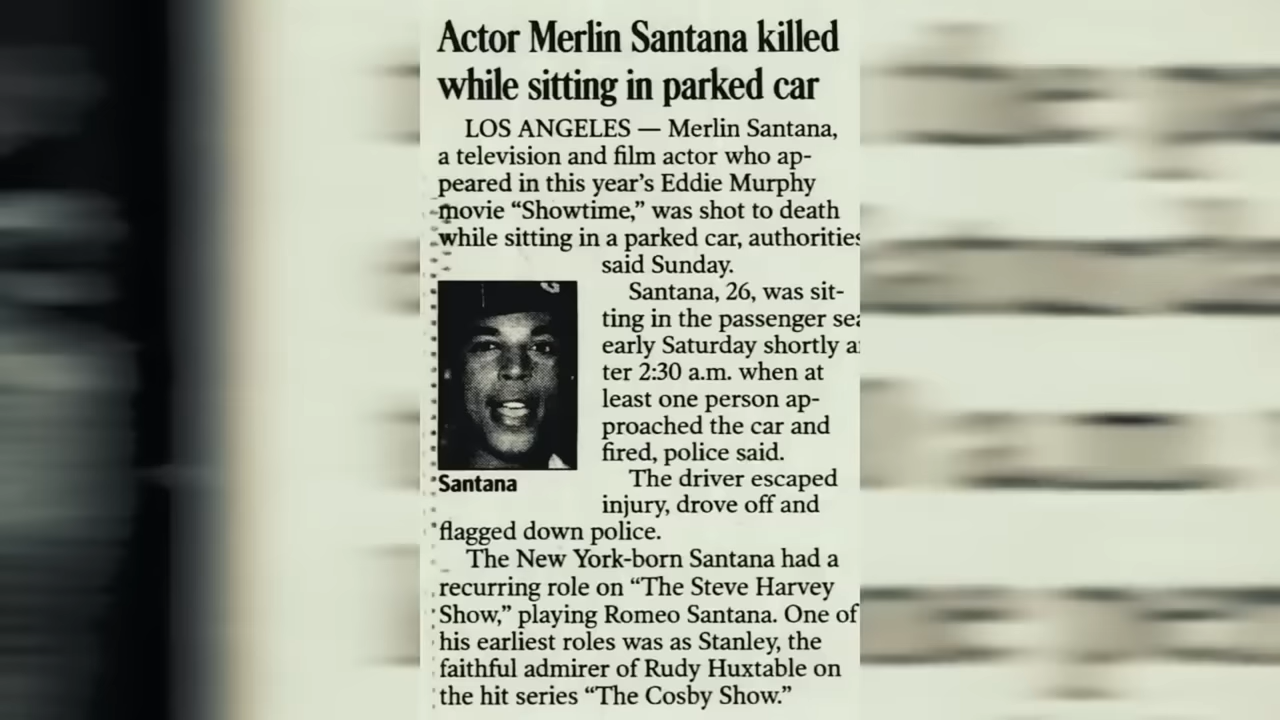 Actor Merlin Santana killed
while sitting in parked car
LOS ANGELES — Merlin Santana,
a television and film actor who ap-
peared in this year's Eddie Murphy
movie “Showtime,” was shot to death
while sitting in a parked car, authorities
said Sunday.
Santana, 26, was sit-
ting in the passenger sea
early Saturday shortly a
ter 2:30 a.m. when at
least one person ap-
proached the car and
fired, police said.
The driver escaped
injury, drove off and
Santana
flagged down police.
The New York-born Santana had a
recurring role on “The Steve Harvey
Show,” playing Romeo Santana. One of
his earliest roles was as Stanley, the
faithful admirer of Rudy Huxtable on
the hit series “The Cosby Show.”